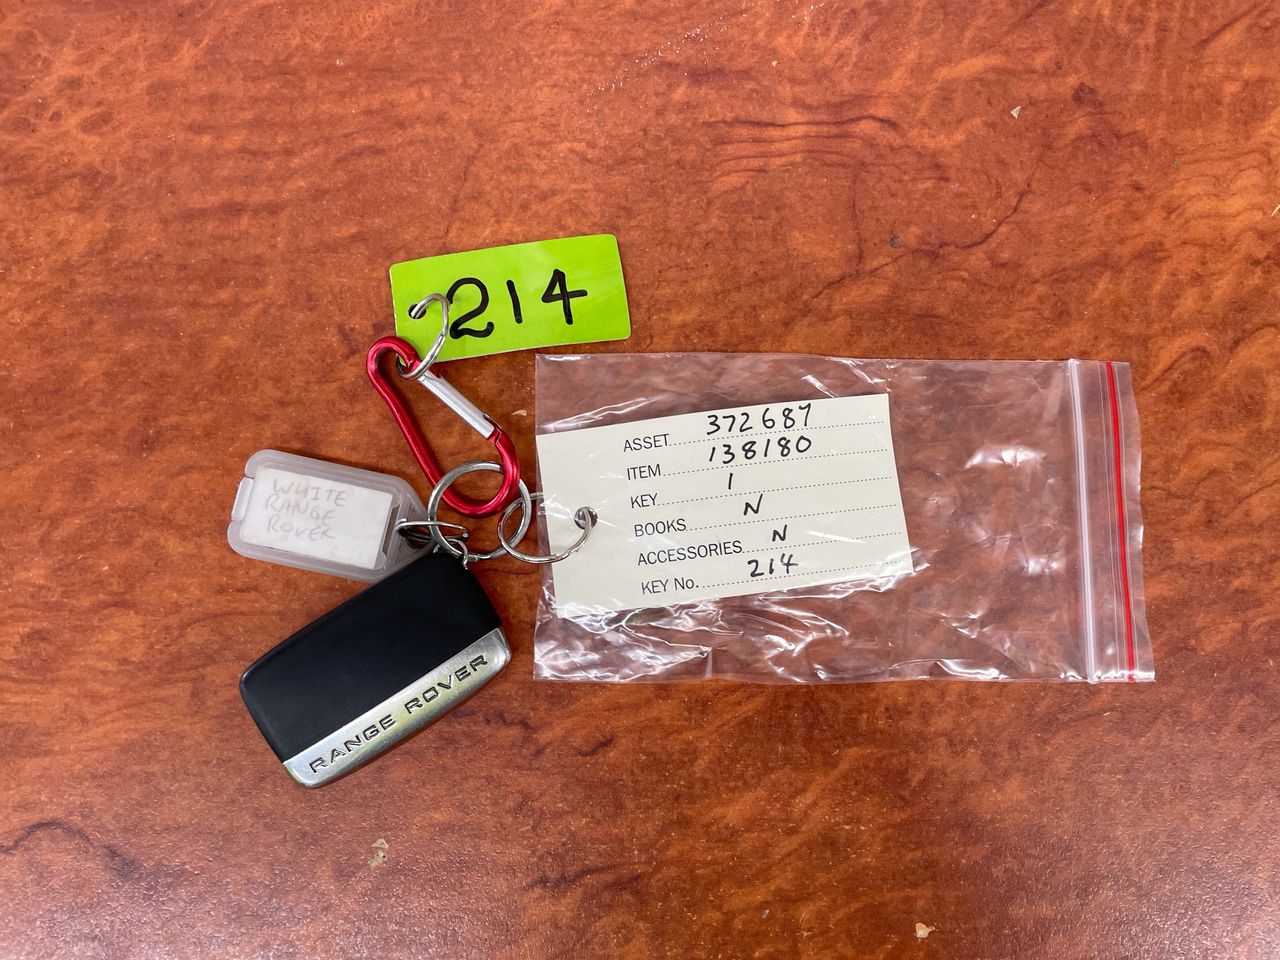 214
ASSET 372687
ITEM 138180
KEY 1
BOOKS N
ACCESSORIES N
KEY No. 214
WHITE
RANGE
ROVER
RANGE ROVER